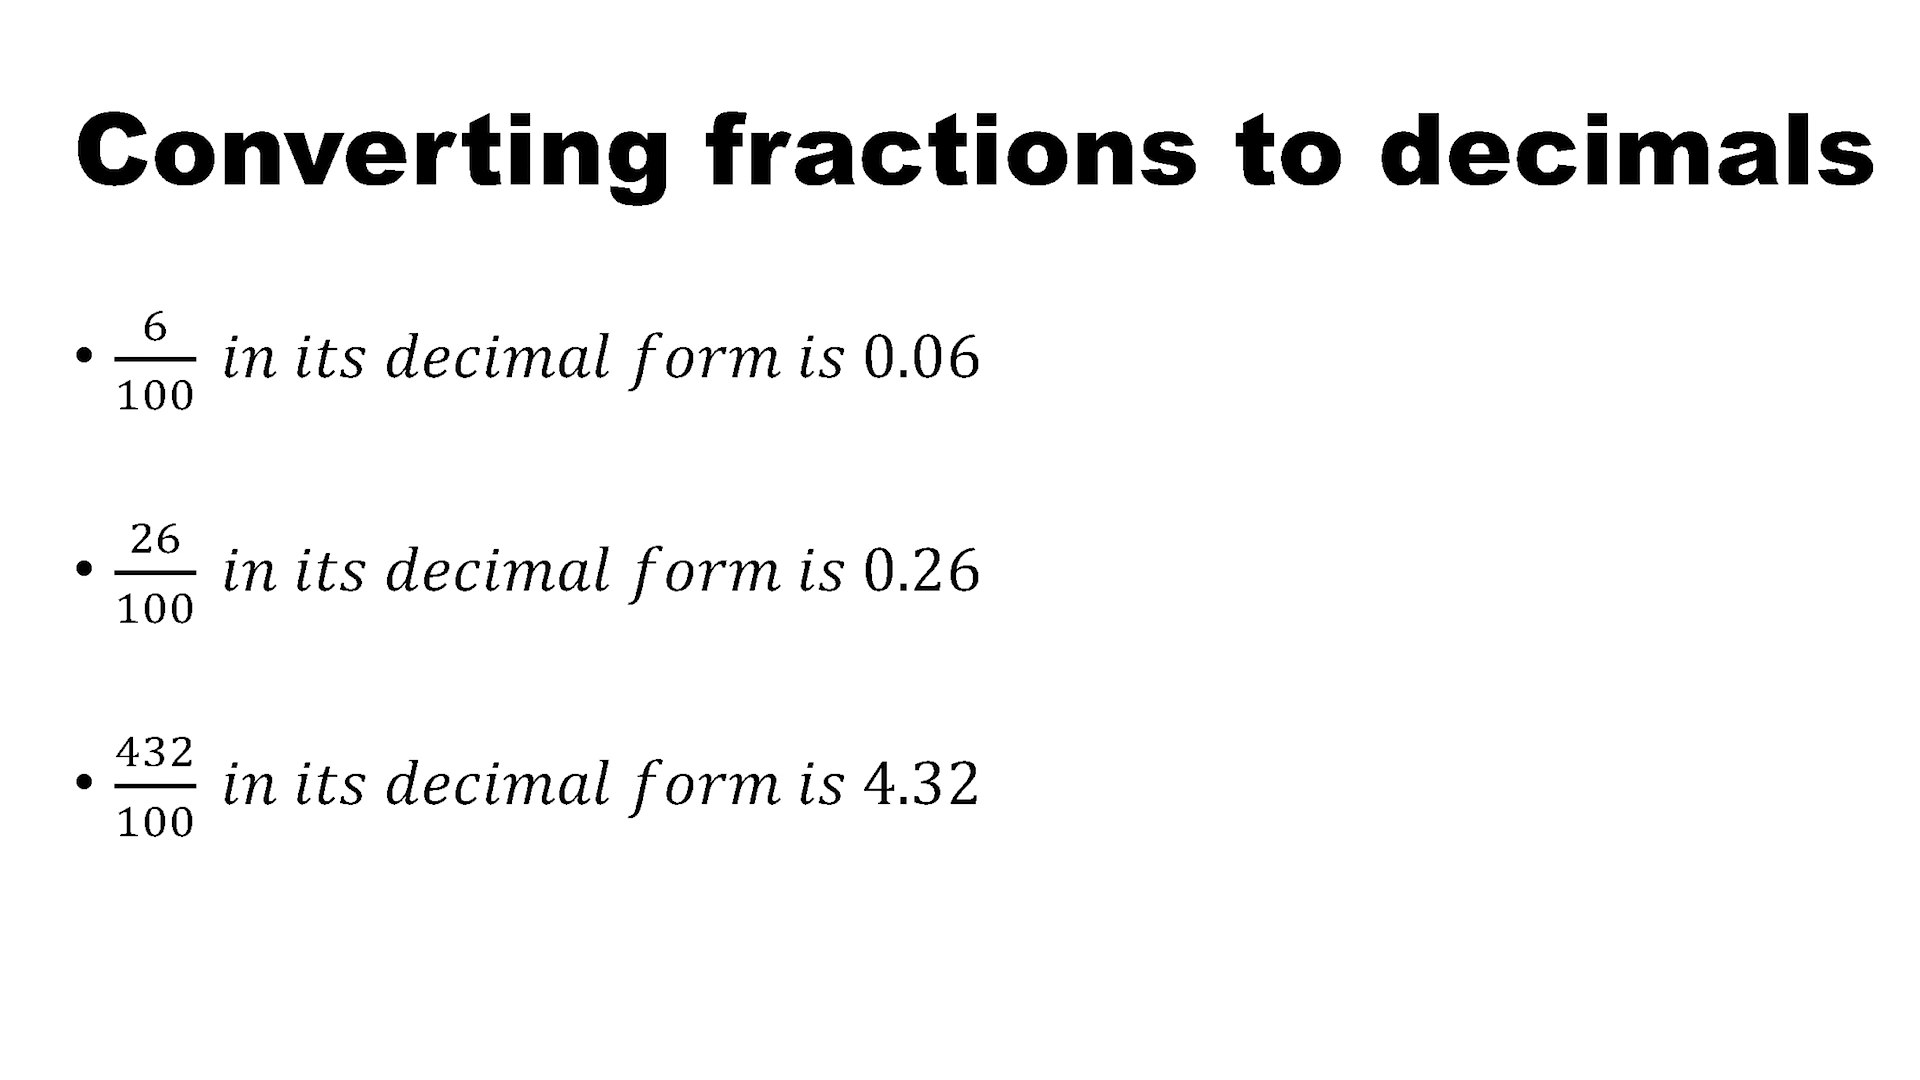 Converting fractions to decimals
• 6/100 in its decimal form is 0.06
• 26/100 in its decimal form is 0.26
• 432/100 in its decimal form is 4.32